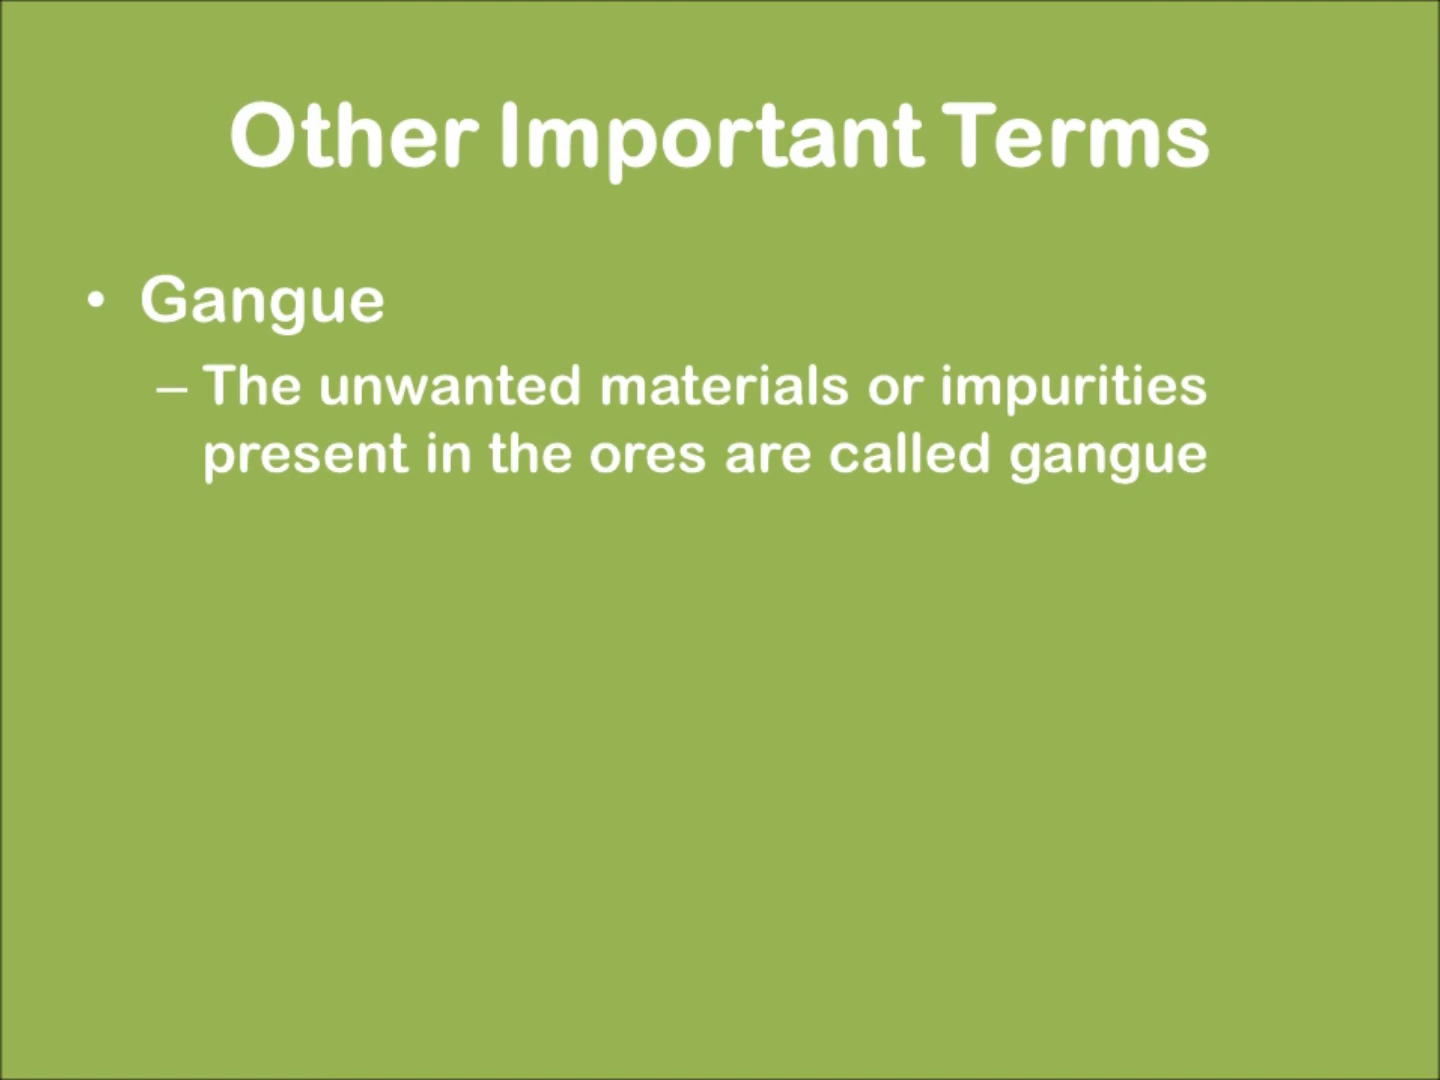 Other Important Terms
• Gangue
– The unwanted materials or impurities
present in the ores are called gangue